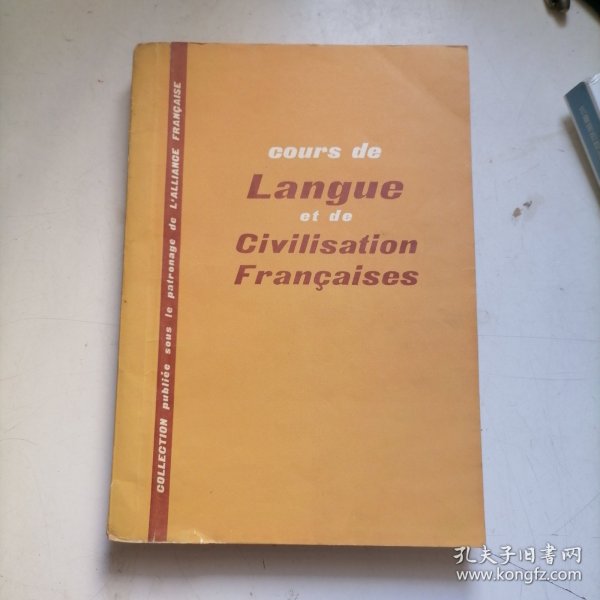 cours de
Langue
et de
Civilisation
Françaises
COLLECTION publiée sous le patronage de L'ALLIANCE FRANÇAISE
孔夫子旧书网
www.kongfz.com